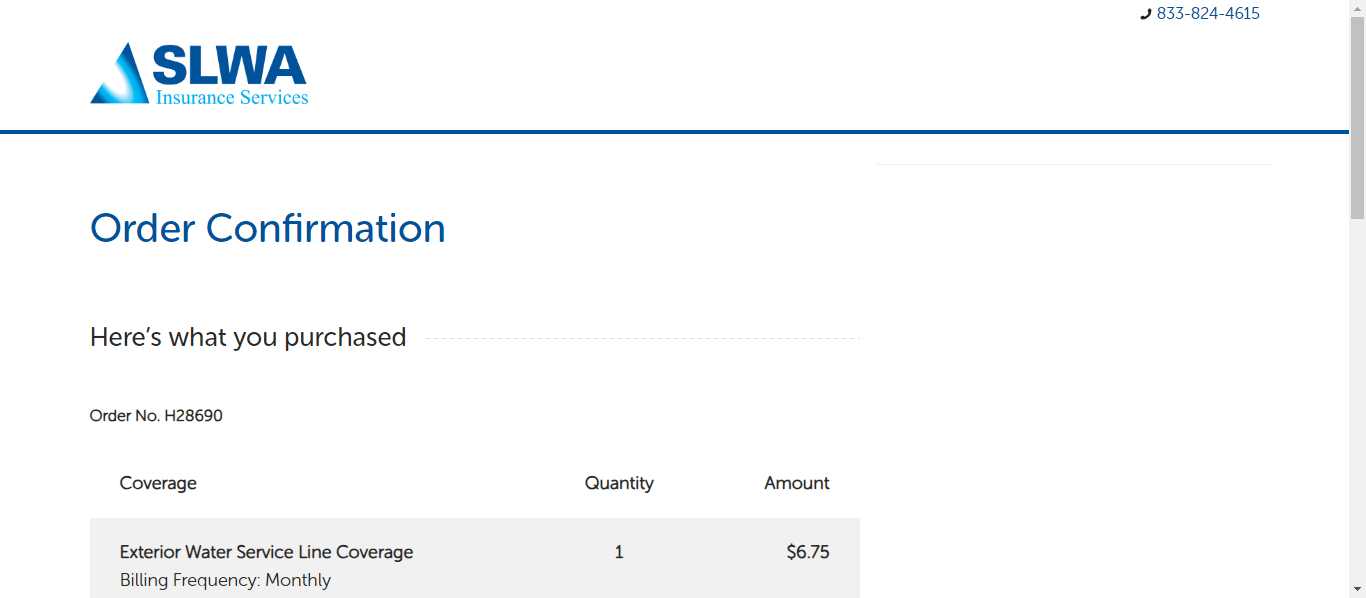 833-824-4615
SLWA
Insurance Services
Order Confirmation
Here's what you purchased
Order No. H28690
Coverage Quantity Amount
Exterior Water Service Line Coverage 1 $6.75
Billing Frequency: Monthly